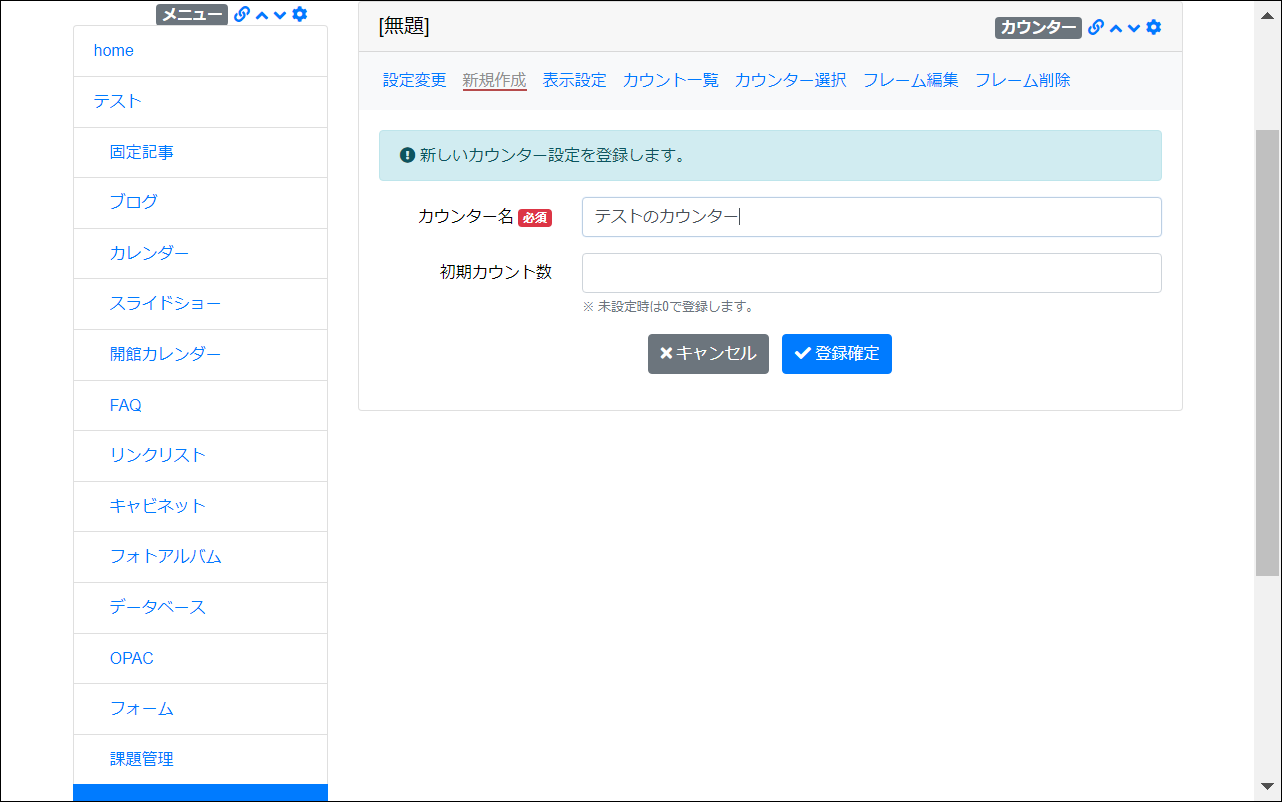 メニュー
home
テスト
固定記事
ブログ
カレンダー
スライドショー
開館カレンダー
FAQ
リンクリスト
キャビネット
フォトアルバム
データベース
OPAC
フォーム
課題管理
[無題]
カウンター
設定変更 新規作成 表示設定 カウント一覧 カウンター選択 フレーム編集 フレーム削除
新しいカウンター設定を登録します。
カウンター名 必須 テストのカウンター
初期カウント数
※ 未設定時は0で登録します。
キャンセル 登録確定